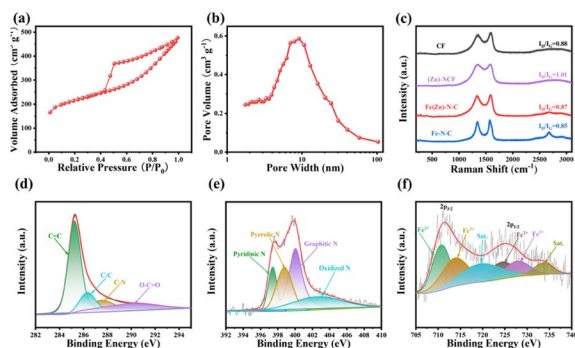 (a)
Volume Adsorbed (cm³ g⁻¹)
500
400
300
200
100
0
0.0 0.2 0.4 0.6 0.8 1.0
Relative Pressure (P/P₀)
(b)
Pore Volume (cm³ g⁻¹)
0.6
0.4
0.2
0.0
1 10 100
Pore Width (nm)
(c)
Intensity (a.u.)
CF
I_D/I_G=0.88
(Zn)-NCF
I_D/I_G=1.01
Fe(Zn)-N-C
I_D/I_G=0.87
Fe-N-C
I_D/I_G=0.85
500 1000 1500 2000 2500 3000
Raman Shift (cm⁻¹)
(d)
Intensity (a.u.)
C=C
C-C
C-N
O-C=O
282 284 286 288 290 292 294
Binding Energy (eV)
(e)
Intensity (a.u.)
Pyridinic N
Pyrrolic N
Graphitic N
Oxidized N
392 394 396 398 400 402 404 406 408 410
Binding Energy (eV)
(f)
Intensity (a.u.)
2p₃/₂
Fe²⁺
Fe³⁺
Sat.
2p₁/₂
Fe²⁺
Fe³⁺
Sat.
705 710 715 720 725 730 735 740
Binding Energy (eV)